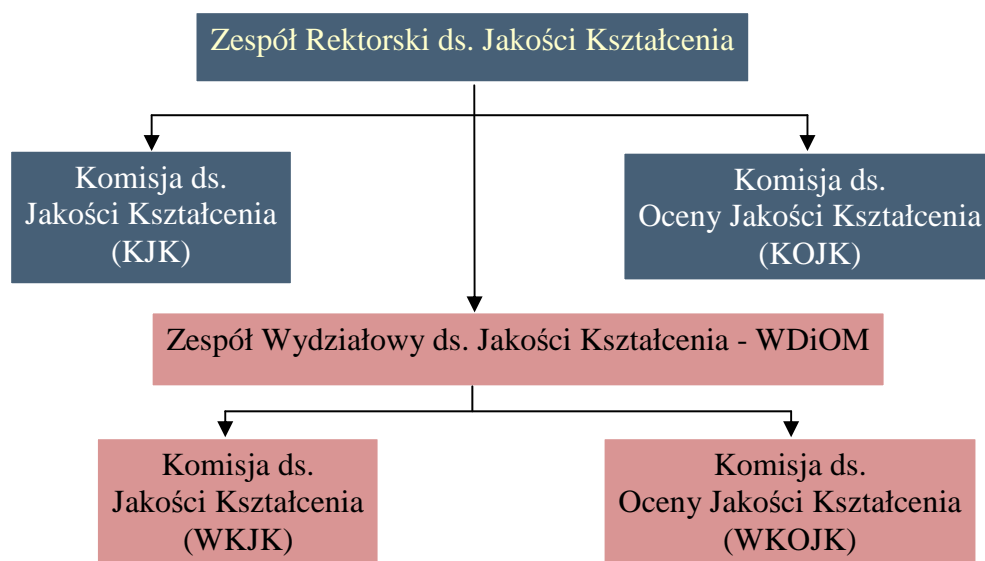 Zespół Rektorski ds. Jakości Kształcenia
Komisja ds.
Jakości Kształcenia
(KJK)
Komisja ds.
Oceny Jakości Kształcenia
(KOJK)
Zespół Wydziałowy ds. Jakości Kształcenia - WDiOM
Komisja ds.
Jakości Kształcenia
(WKJK)
Komisja ds.
Oceny Jakości Kształcenia
(WKOJK)